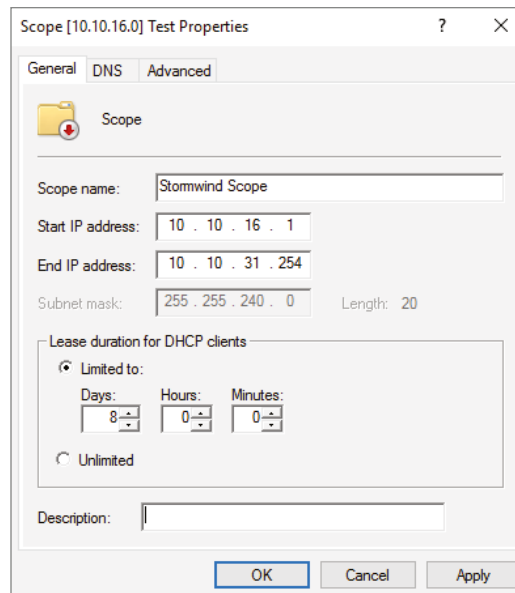 Scope [10.10.16.0] Test Properties ? ×
General DNS Advanced
Scope
Scope name: Stormwind Scope
Start IP address: 10 . 10 . 16 . 1
End IP address: 10 . 10 . 31 . 254
Subnet mask: 255 . 255 . 240 . 0 Length: 20
Lease duration for DHCP clients
Limited to:
Days: Hours: Minutes:
8 0 0
Unlimited
Description:
OK Cancel Apply